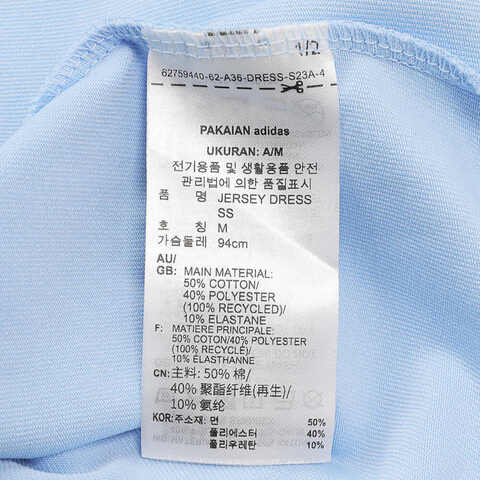 1/2
62759440-62-A36-DRESS-S23A-4
PAKAIAN adidas
UKURAN: A/M
전기용품 및 생활용품 안전
관리법에 의한 품질표시
품 명 JERSEY DRESS
SS
호 칭 M
가슴둘레 94cm
AU/
GB: MAIN MATERIAL:
50% COTTON/
40% POLYESTER
(100% RECYCLED)/
10% ELASTANE
F: MATIERE PRINCIPALE:
50% COTON/40% POLYESTER
(100% RECYCLE)/
10% ÉLASTHANNE
CN: 主料: 50% 棉/
40% 聚酯纤维(再生)/
10% 氨纶
KOR: 주소재: 면 50%
폴리에스터 40%
폴리우레탄 10%